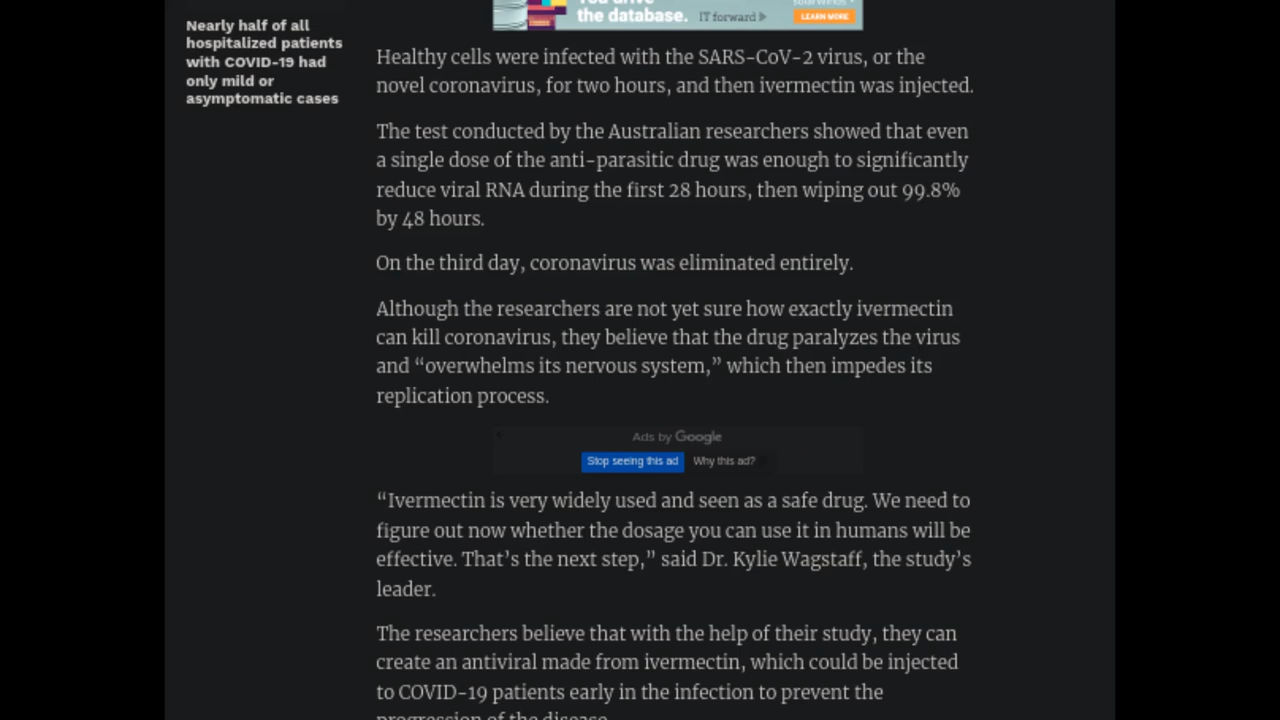 Nearly half of all
hospitalized patients
with COVID-19 had
only mild or
asymptomatic cases
the database.
IT forward
LEARN MORE
Healthy cells were infected with the SARS-CoV-2 virus, or the
novel coronavirus, for two hours, and then ivermectin was injected.
The test conducted by the Australian researchers showed that even
a single dose of the anti-parasitic drug was enough to significantly
reduce viral RNA during the first 28 hours, then wiping out 99.8%
by 48 hours.
On the third day, coronavirus was eliminated entirely.
Although the researchers are not yet sure how exactly ivermectin
can kill coronavirus, they believe that the drug paralyzes the virus
and “overwhelms its nervous system,” which then impedes its
replication process.
Ads by Google
Stop seeing this ad
Why this ad?
“Ivermectin is very widely used and seen as a safe drug. We need to
figure out now whether the dosage you can use it in humans will be
effective. That’s the next step,” said Dr. Kylie Wagstaff, the study’s
leader.
The researchers believe that with the help of their study, they can
create an antiviral made from ivermectin, which could be injected
to COVID-19 patients early in the infection to prevent the
progression of the disease.